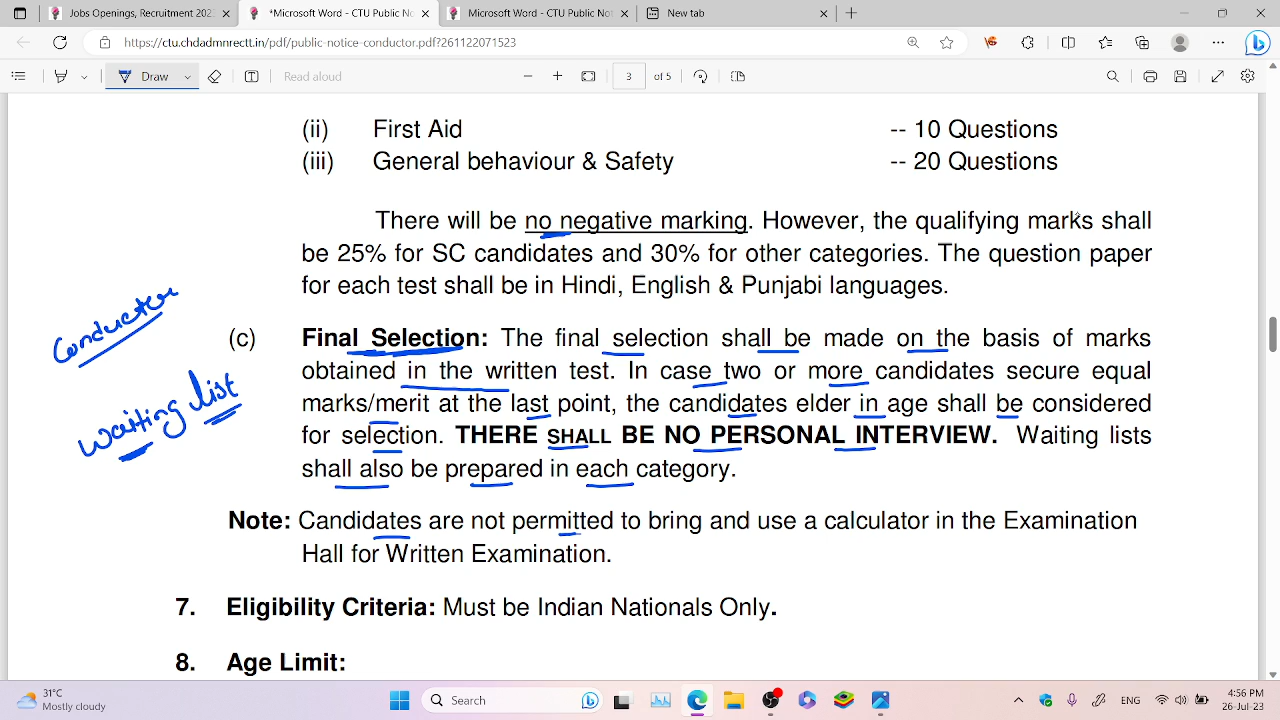 Jobs Openings, Recruitment 202
*Microsoft Word - CTU Public No
Microsoft Word - CTU Public Not
New tab
https://ctu.chdadmnrectt.in/pdf/public-notice-conductor.pdf?261122071523
Draw
Read aloud
3 of 5
(ii) First Aid -- 10 Questions
(iii) General behaviour & Safety -- 20 Questions
There will be no negative marking. However, the qualifying marks shall
be 25% for SC candidates and 30% for other categories. The question paper
for each test shall be in Hindi, English & Punjabi languages.
Conductor
(c) Final Selection: The final selection shall be made on the basis of marks
obtained in the written test. In case two or more candidates secure equal
marks/merit at the last point, the candidates elder in age shall be considered
for selection. THERE SHALL BE NO PERSONAL INTERVIEW. Waiting lists
shall also be prepared in each category.
waiting list
Note: Candidates are not permitted to bring and use a calculator in the Examination
Hall for Written Examination.
7. Eligibility Criteria: Must be Indian Nationals Only.
8. Age Limit:
31°C
Mostly cloudy
Search
ENG
4:56 PM
26-Jul-23